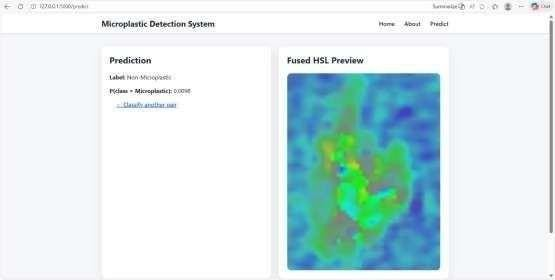 127.0.0.1:5000/predict
Summarize
Chat
Microplastic Detection System
Home About Predict
Prediction
Label: Non-Microplastic
P(class = Microplastic): 0.0098
Classify another pair
Fused HSL Preview